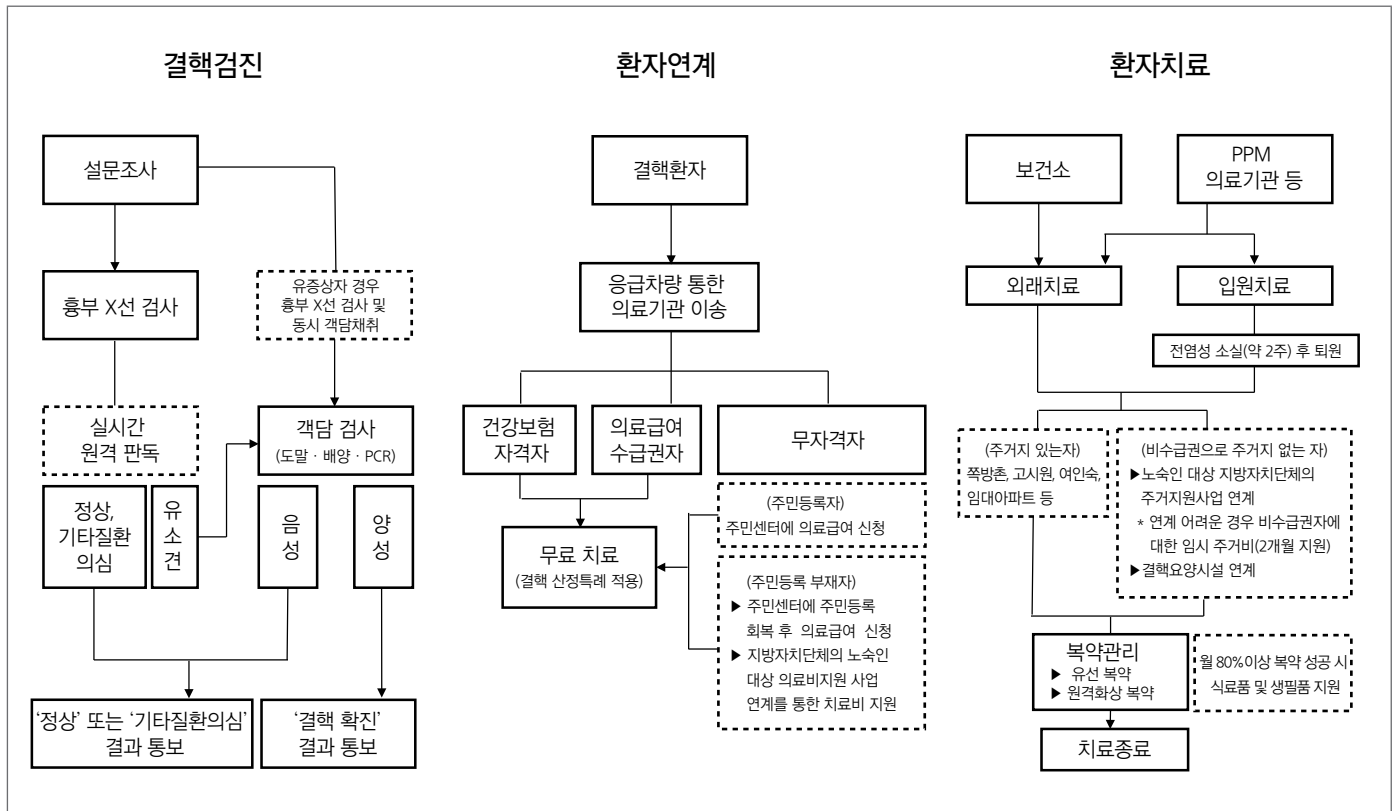 결핵검진
설문조사
흉부 X선 검사
유증상자 경우
흉부 X선 검사 및
동시 객담채취
실시간
원격 판독
객담 검사
(도말 · 배양 · PCR)
정상,
기타질환
의심
유
소
견
음
성
양
성
‘정상’ 또는 ‘기타질환의심’
결과 통보
‘결핵 확진’
결과 통보
환자연계
결핵환자
응급차량 통한
의료기관 이송
건강보험
자격자
의료급여
수급권자
무자격자
(주민등록자)
주민센터에 의료급여 신청
무료 치료
(결핵 산정특례 적용)
(주민등록 부재자)
▶ 주민센터에 주민등록
회복 후 의료급여 신청
▶ 지방자치단체의 노숙인
대상 의료비지원 사업
연계를 통한 치료비 지원
환자치료
보건소
PPM
의료기관 등
외래치료
입원치료
전염성 소실(약 2주) 후 퇴원
(주거지 있는자)
쪽방촌, 고시원, 여인숙,
임대아파트 등
(비수급권으로 주거지 없는 자)
▶노숙인 대상 지방자치단체의
주거지원사업 연계
* 연계 어려운 경우 비수급권자에
대한 임시 주거비(2개월 지원)
▶결핵요양시설 연계
복약관리
▶ 유선 복약
▶ 원격화상 복약
월 80%이상 복약 성공 시
식료품 및 생필품 지원
치료종료